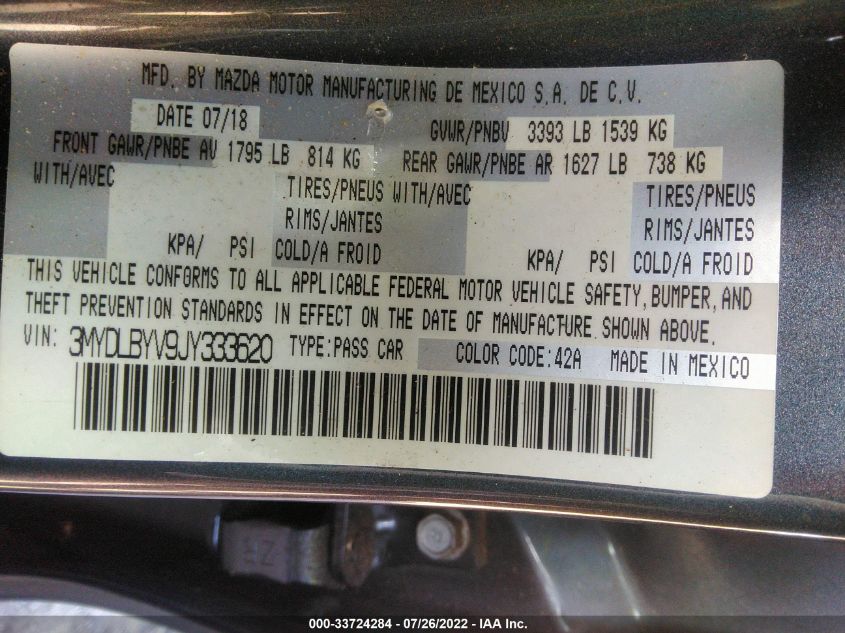 MFD. BY MAZDA MOTOR MANUFACTURING DE MEXICO S.A. DE C.V.
DATE 07/18 GVWR/PNBV 3393 LB 1539 KG
FRONT GAWR/PNBE AV 1795 LB 814 KG REAR GAWR/PNBE AR 1627 LB 738 KG
WITH/AVEC TIRES/PNEUS WITH/AVEC TIRES/PNEUS
RIMS/JANTES RIMS/JANTES
KPA/ PSI COLD/A FROID KPA/ PSI COLD/A FROID
THIS VEHICLE CONFORMS TO ALL APPLICABLE FEDERAL MOTOR VEHICLE SAFETY, BUMPER, AND
THEFT PREVENTION STANDARDS IN EFFECT ON THE DATE OF MANUFACTURE SHOWN ABOVE.
VIN: 3MYDLBYV9JY333620 TYPE:PASS CAR COLOR CODE:42A MADE IN MEXICO
000-33724284 - 07/26/2022 - IAA Inc.